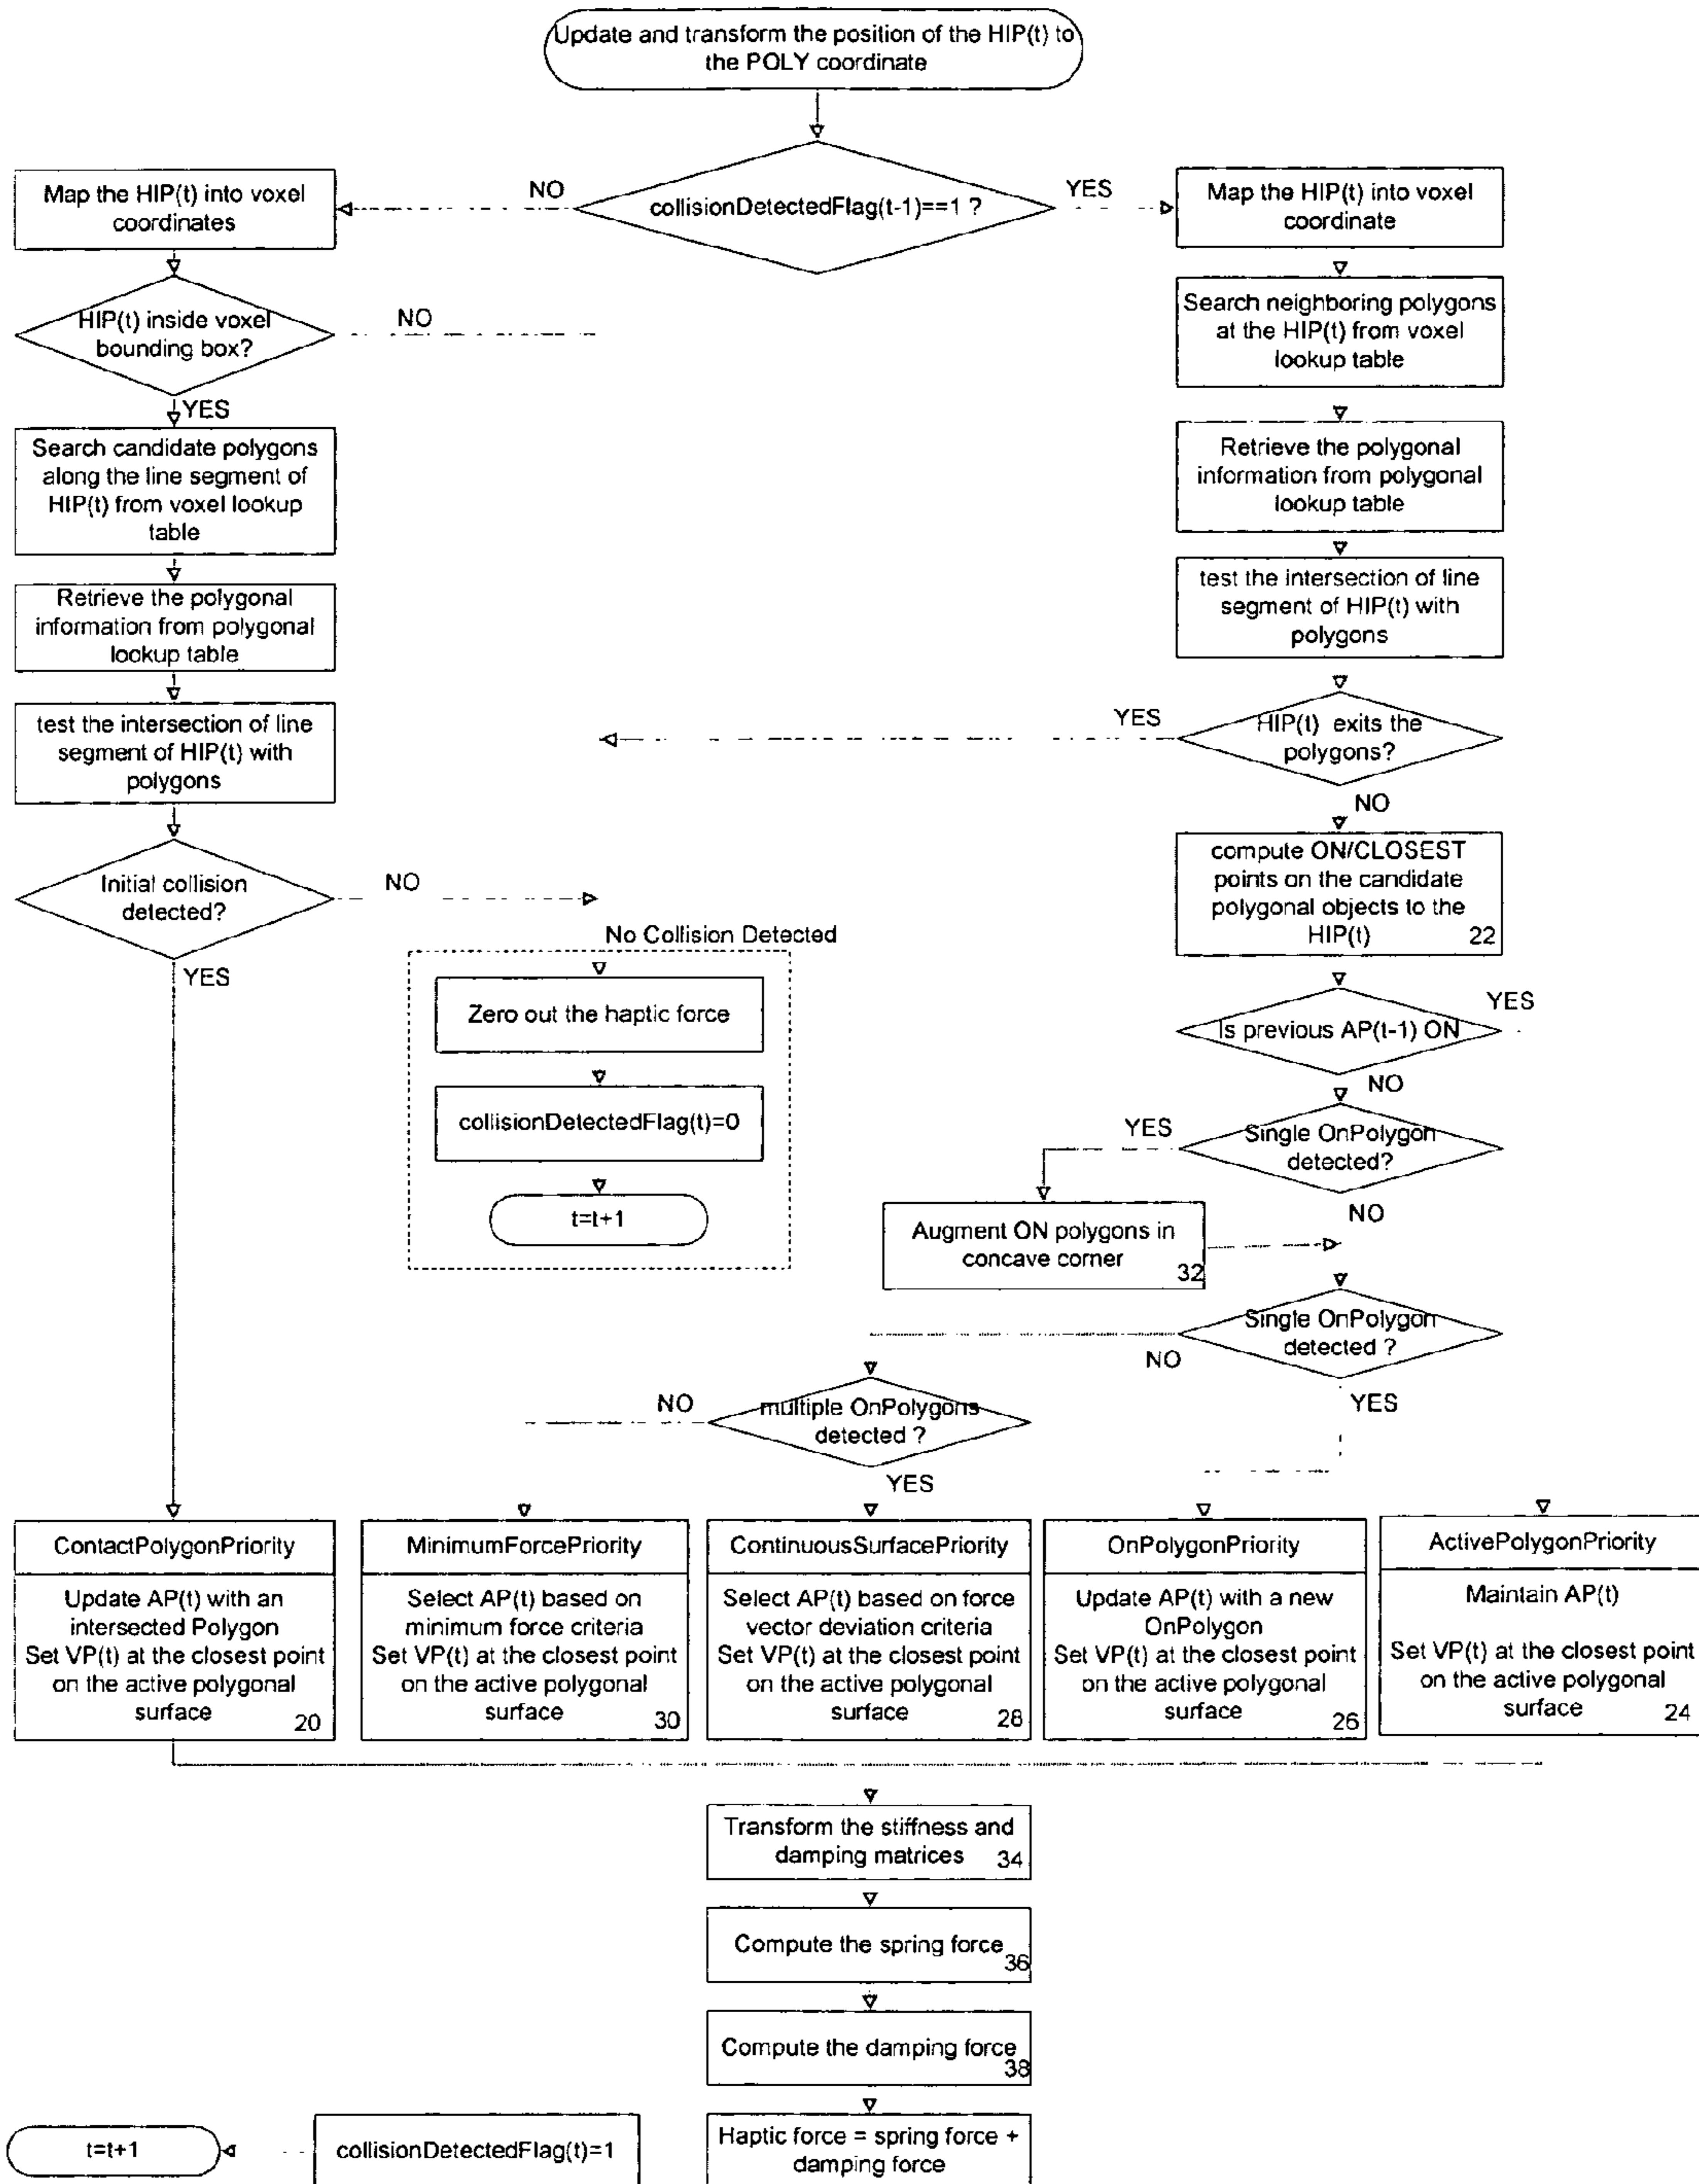 Update and transform the position of the HIP(t) to
the POLY coordinate
collisionDetectedFlag(t-1)==1 ?
NO
YES
Map the HIP(t) into voxel
coordinates
HIP(t) inside voxel
bounding box?
NO
YES
Search candidate polygons
along the line segment of
HIP(t) from voxel lookup
table
Retrieve the polygonal
information from polygonal
lookup table
test the intersection of line
segment of HIP(t) with
polygons
Initial collision
detected?
NO
YES
No Collision Detected
Zero out the haptic force
collisionDetectedFlag(t)=0
t=t+1
Map the HIP(t) into voxel
coordinate
Search neighboring polygons
at the HIP(t) from voxel
lookup table
Retrieve the polygonal
information from polygonal
lookup table
test the intersection of line
segment of HIP(t) with
polygons
HIP(t) exits the
polygons?
YES
NO
compute ON/CLOSEST
points on the candidate
polygonal objects to the
HIP(t)
22
Is previous AP(t-1) ON
YES
NO
Single OnPolygon
detected?
YES
NO
Augment ON polygons in
concave corner
32
Single OnPolygon
detected ?
NO
YES
multiple OnPolygons
detected ?
NO
YES
ContactPolygonPriority
Update AP(t) with an
intersected Polygon
Set VP(t) at the closest point
on the active polygonal
surface
20
MinimumForcePriority
Select AP(t) based on
minimum force criteria
Set VP(t) at the closest point
on the active polygonal
surface
30
ContinuousSurfacePriority
Select AP(t) based on force
vector deviation criteria
Set VP(t) at the closest point
on the active polygonal
surface
28
OnPolygonPriority
Update AP(t) with a new
OnPolygon
Set VP(t) at the closest point
on the active polygonal
surface
26
ActivePolygonPriority
Maintain AP(t)
Set VP(t) at the closest point
on the active polygonal
surface
24
Transform the stiffness and
damping matrices
34
Compute the spring force
36
Compute the damping force
38
Haptic force = spring force +
damping force
collisionDetectedFlag(t)=1
t=t+1